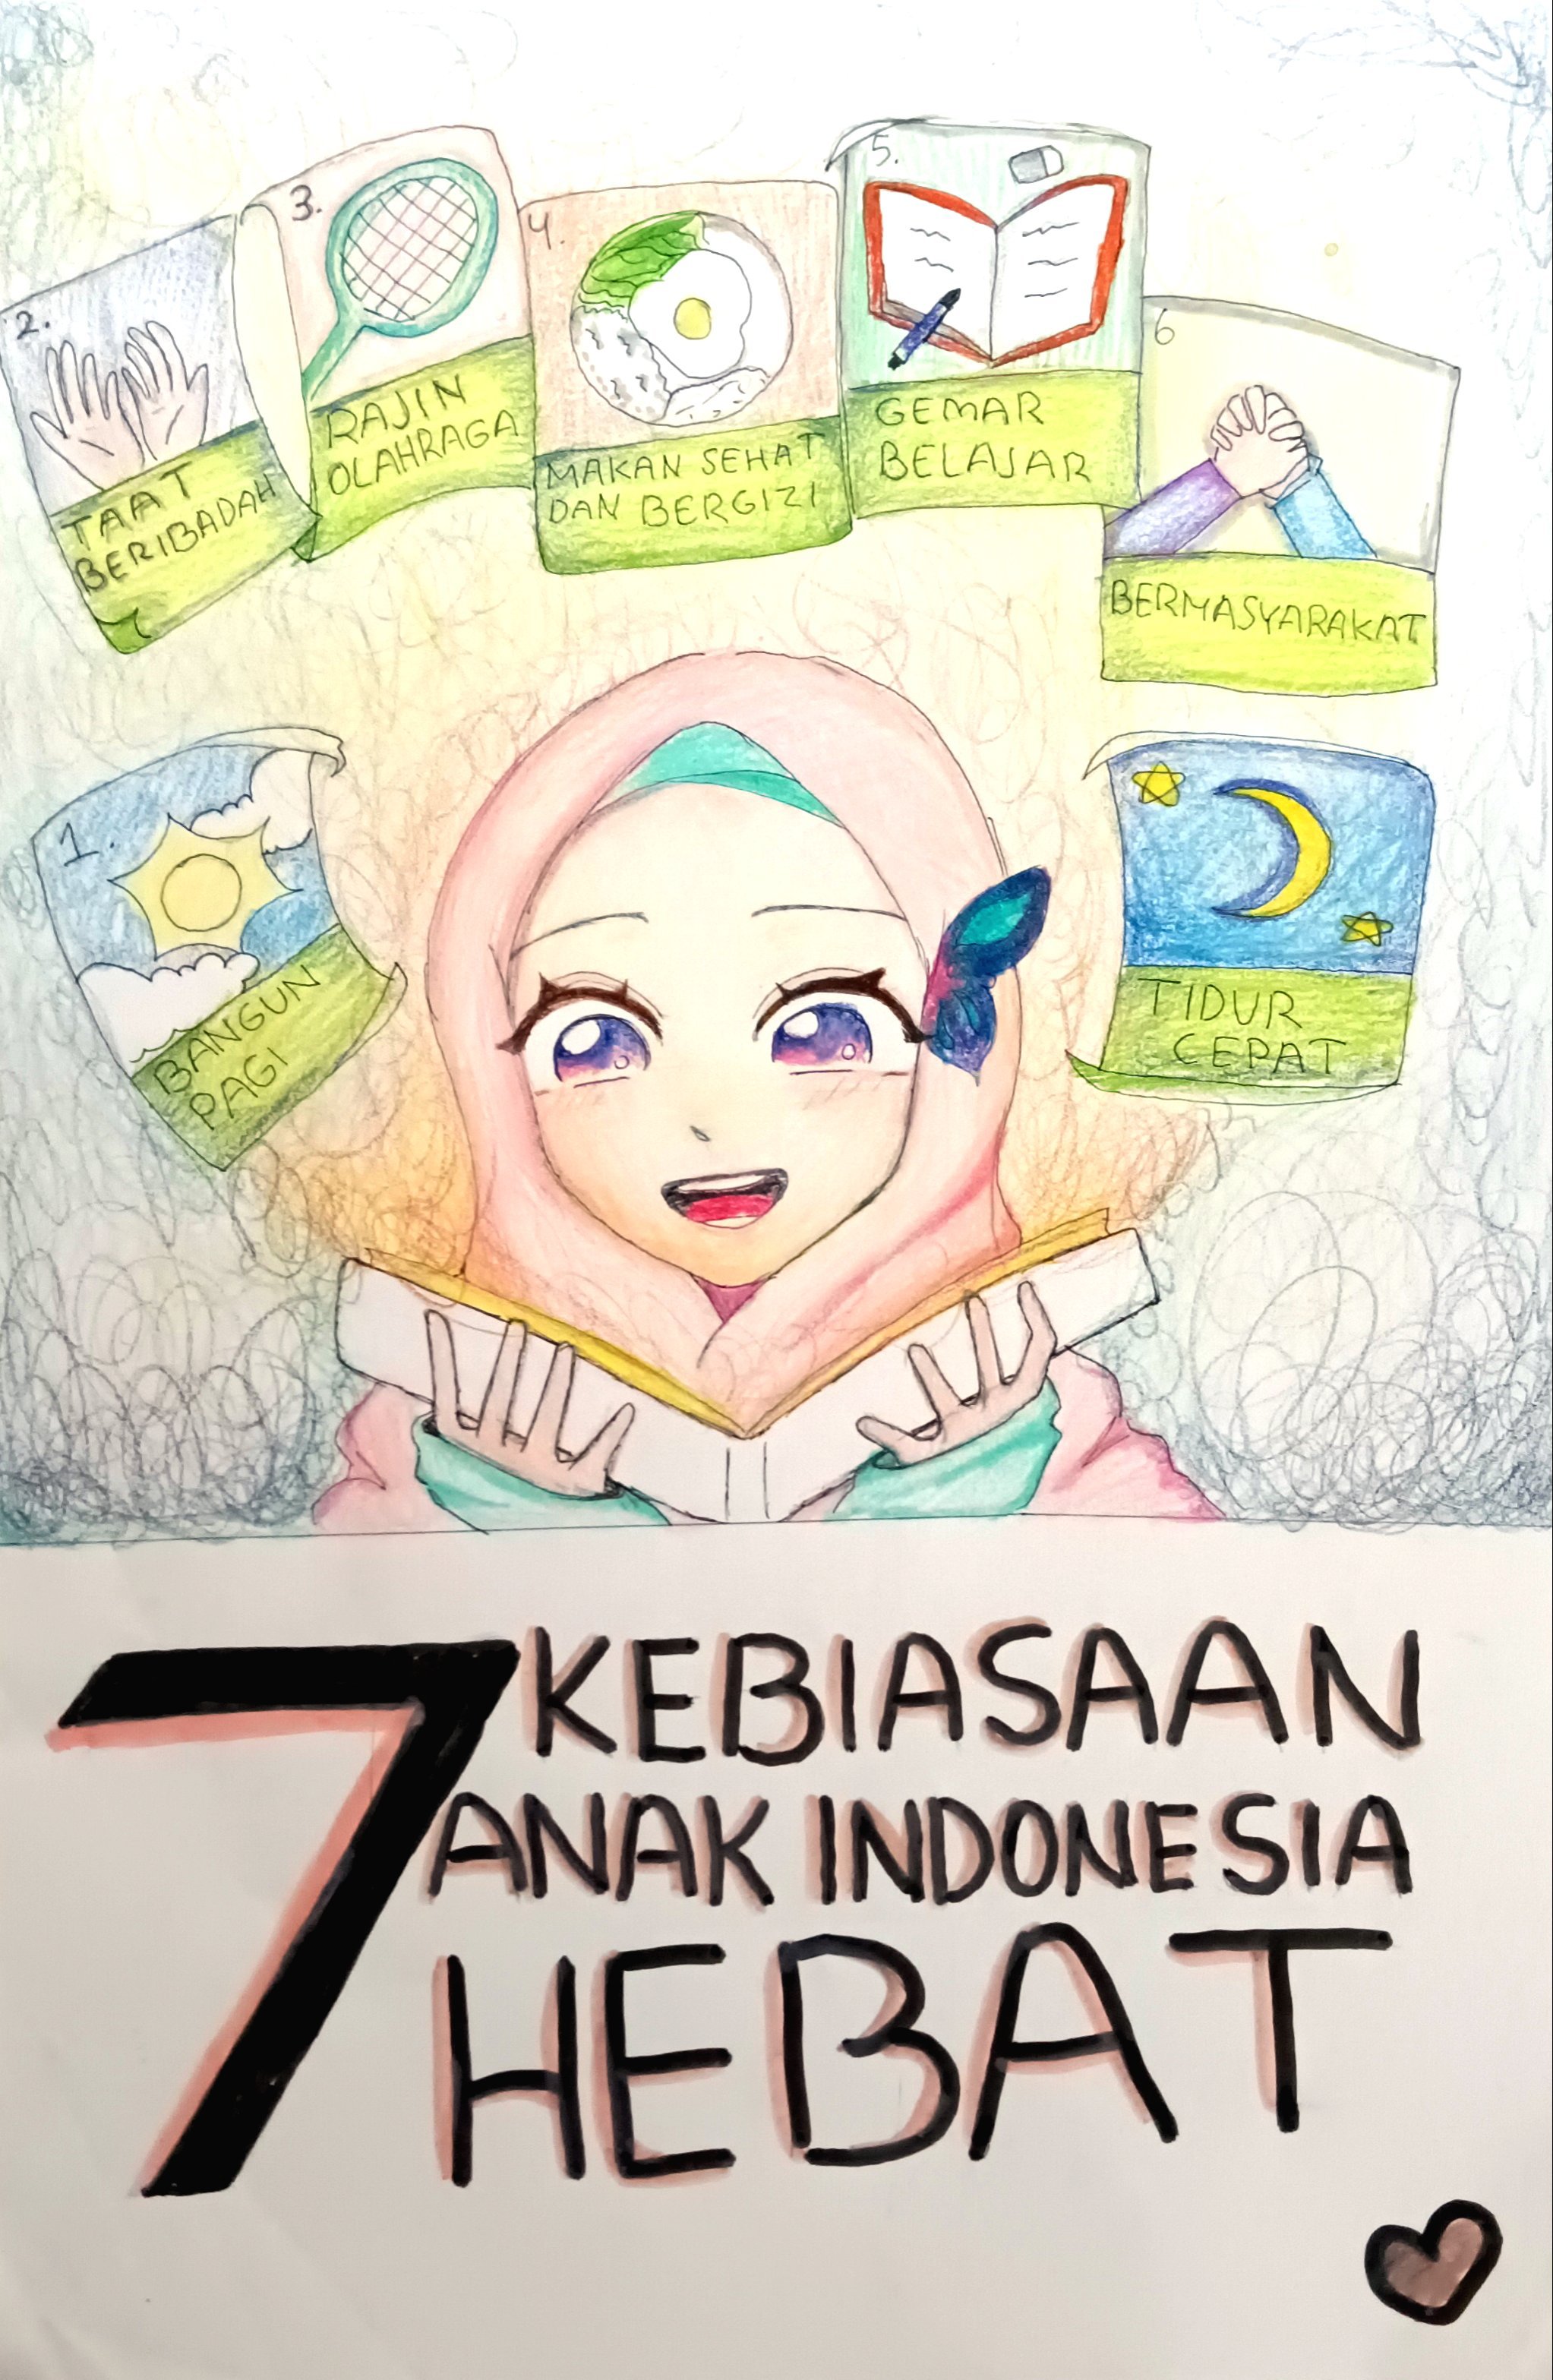 1.
BANGUN
PAGI
2.
TAAT
BERIBADAH
3.
RAJIN
OLAHRAGA
4.
MAKAN SEHAT
DAN BERGIZI
5.
GEMAR
BELAJAR
6
BERMASYARAKAT
TIDUR
CEPAT
7 KEBIASAAN
ANAK INDONESIA
HEBAT